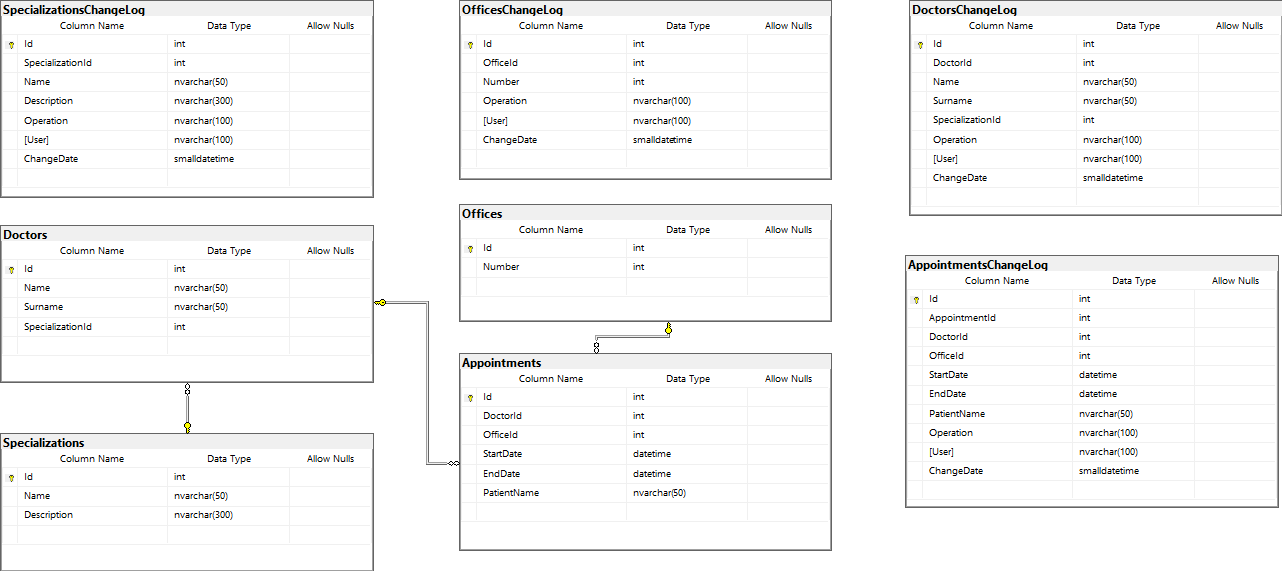 SpecializationsChangeLog
Column Name Data Type Allow Nulls
Id int
SpecializationId int
Name nvarchar(50)
Description nvarchar(300)
Operation nvarchar(100)
[User] nvarchar(100)
ChangeDate smalldatetime
OfficesChangeLog
Column Name Data Type Allow Nulls
Id int
OfficeId int
Number int
Operation nvarchar(100)
[User] nvarchar(100)
ChangeDate smalldatetime
DoctorsChangeLog
Column Name Data Type Allow Nulls
Id int
DoctorId int
Name nvarchar(50)
Surname nvarchar(50)
SpecializationId int
Operation nvarchar(100)
[User] nvarchar(100)
ChangeDate smalldatetime
Doctors
Column Name Data Type Allow Nulls
Id int
Name nvarchar(50)
Surname nvarchar(50)
SpecializationId int
Offices
Column Name Data Type Allow Nulls
Id int
Number int
AppointmentsChangeLog
Column Name Data Type Allow Nulls
Id int
AppointmentId int
DoctorId int
OfficeId int
StartDate datetime
EndDate datetime
PatientName nvarchar(50)
Operation nvarchar(100)
[User] nvarchar(100)
ChangeDate smalldatetime
Specializations
Column Name Data Type Allow Nulls
Id int
Name nvarchar(50)
Description nvarchar(300)
Appointments
Column Name Data Type Allow Nulls
Id int
DoctorId int
OfficeId int
StartDate datetime
EndDate datetime
PatientName nvarchar(50)